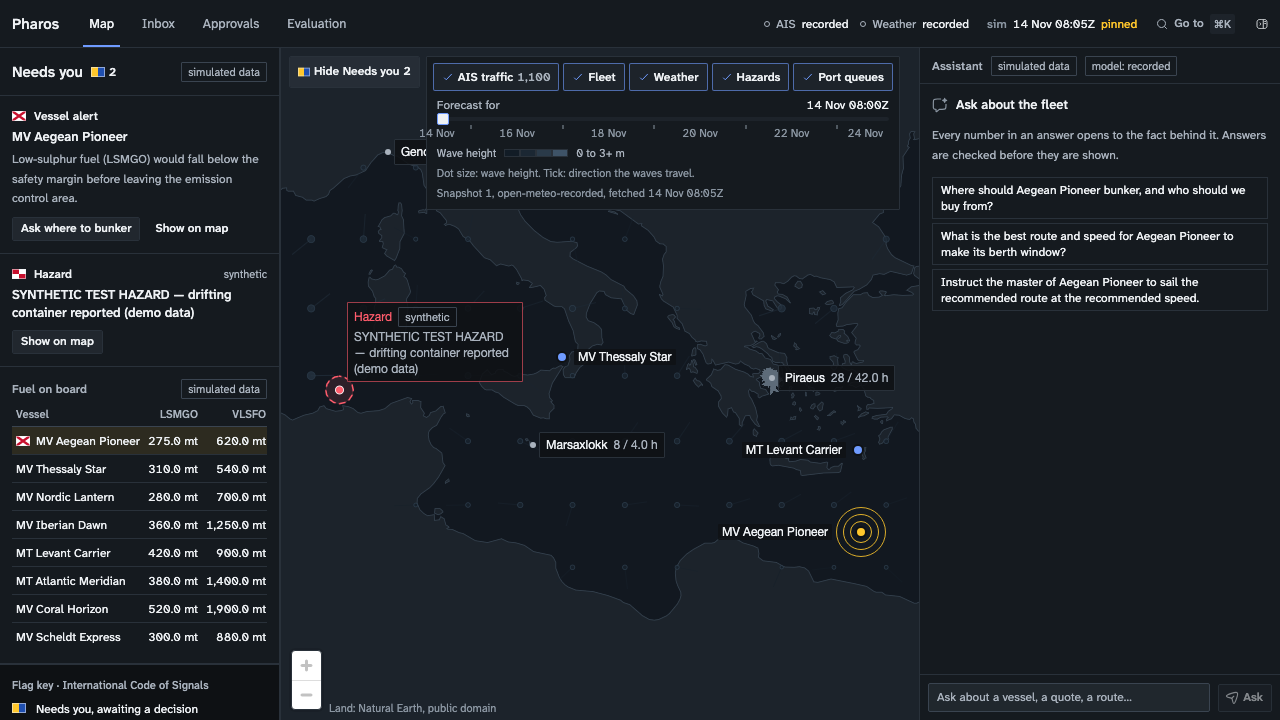 Pharos
Map
Inbox
Approvals
Evaluation
AIS recorded
Weather recorded
sim 14 Nov 08:05Z pinned
Go to ⌘K
Needs you 2
simulated data
Vessel alert
MV Aegean Pioneer
Low-sulphur fuel (LSMGO) would fall below the
safety margin before leaving the emission
control area.
Ask where to bunker
Show on map
Hazard
synthetic
SYNTHETIC TEST HAZARD — drifting
container reported (demo data)
Show on map
Fuel on board
simulated data
Vessel LSMGO VLSFO
MV Aegean Pioneer 275.0 mt 620.0 mt
MV Thessaly Star 310.0 mt 540.0 mt
MV Nordic Lantern 280.0 mt 700.0 mt
MV Iberian Dawn 360.0 mt 1,250.0 mt
MT Levant Carrier 420.0 mt 900.0 mt
MT Atlantic Meridian 380.0 mt 1,400.0 mt
MV Coral Horizon 520.0 mt 1,900.0 mt
MV Scheldt Express 300.0 mt 880.0 mt
Flag key · International Code of Signals
Needs you, awaiting a decision
Hide Needs you 2
AIS traffic 1,100
Fleet
Weather
Hazards
Port queues
Forecast for
14 Nov 08:00Z
14 Nov 16 Nov 18 Nov 20 Nov 22 Nov 24 Nov
Wave height 0 to 3+ m
Dot size: wave height. Tick: direction the waves travel.
Snapshot 1, open-meteo-recorded, fetched 14 Nov 08:05Z
Hazard synthetic
SYNTHETIC TEST HAZARD
— drifting container reported
(demo data)
MV Thessaly Star
Piraeus 28 / 42.0 h
Marsaxlokk 8 / 4.0 h
MT Levant Carrier
MV Aegean Pioneer
+
−
Land: Natural Earth, public domain
Assistant
simulated data
model: recorded
Ask about the fleet
Every number in an answer opens to the fact behind it. Answers
are checked before they are shown.
Where should Aegean Pioneer bunker, and who should we
buy from?
What is the best route and speed for Aegean Pioneer to
make its berth window?
Instruct the master of Aegean Pioneer to sail the
recommended route at the recommended speed.
Ask about a vessel, a quote, a route...
Ask